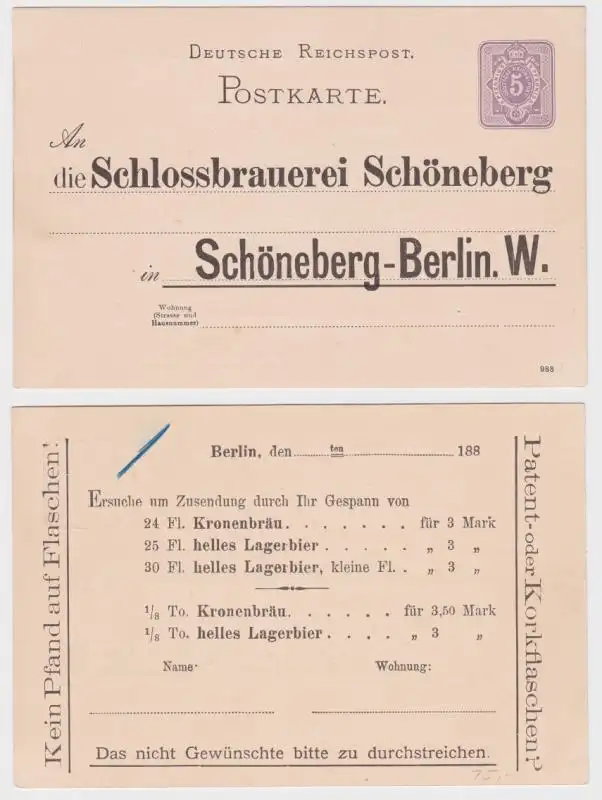 DEUTSCHE REICHSPOST.
POSTKARTE.
5
An
die Schlossbrauerei Schöneberg
in Schöneberg-Berlin. W.
Wohnung
(Strasse und
Hausnummer)
988
Kein Pfand auf Flaschen!
Berlin, den ten 188
Ersuche um Zusendung durch Ihr Gespann von
24 Fl. Kronenbräu. . . . . . . für 3 Mark
25 Fl. helles Lagerbier . . . . . „ 3 „
30 Fl. helles Lagerbier, kleine Fl. . „ 3 „
1/8 To. Kronenbräu. . . . . . für 3,50 Mark
1/8 To. helles Lagerbier . . . . „ 3 „
Name: Wohnung:
Das nicht Gewünschte bitte zu durchstreichen.
Patent- oder Korkflaschen?
75,-